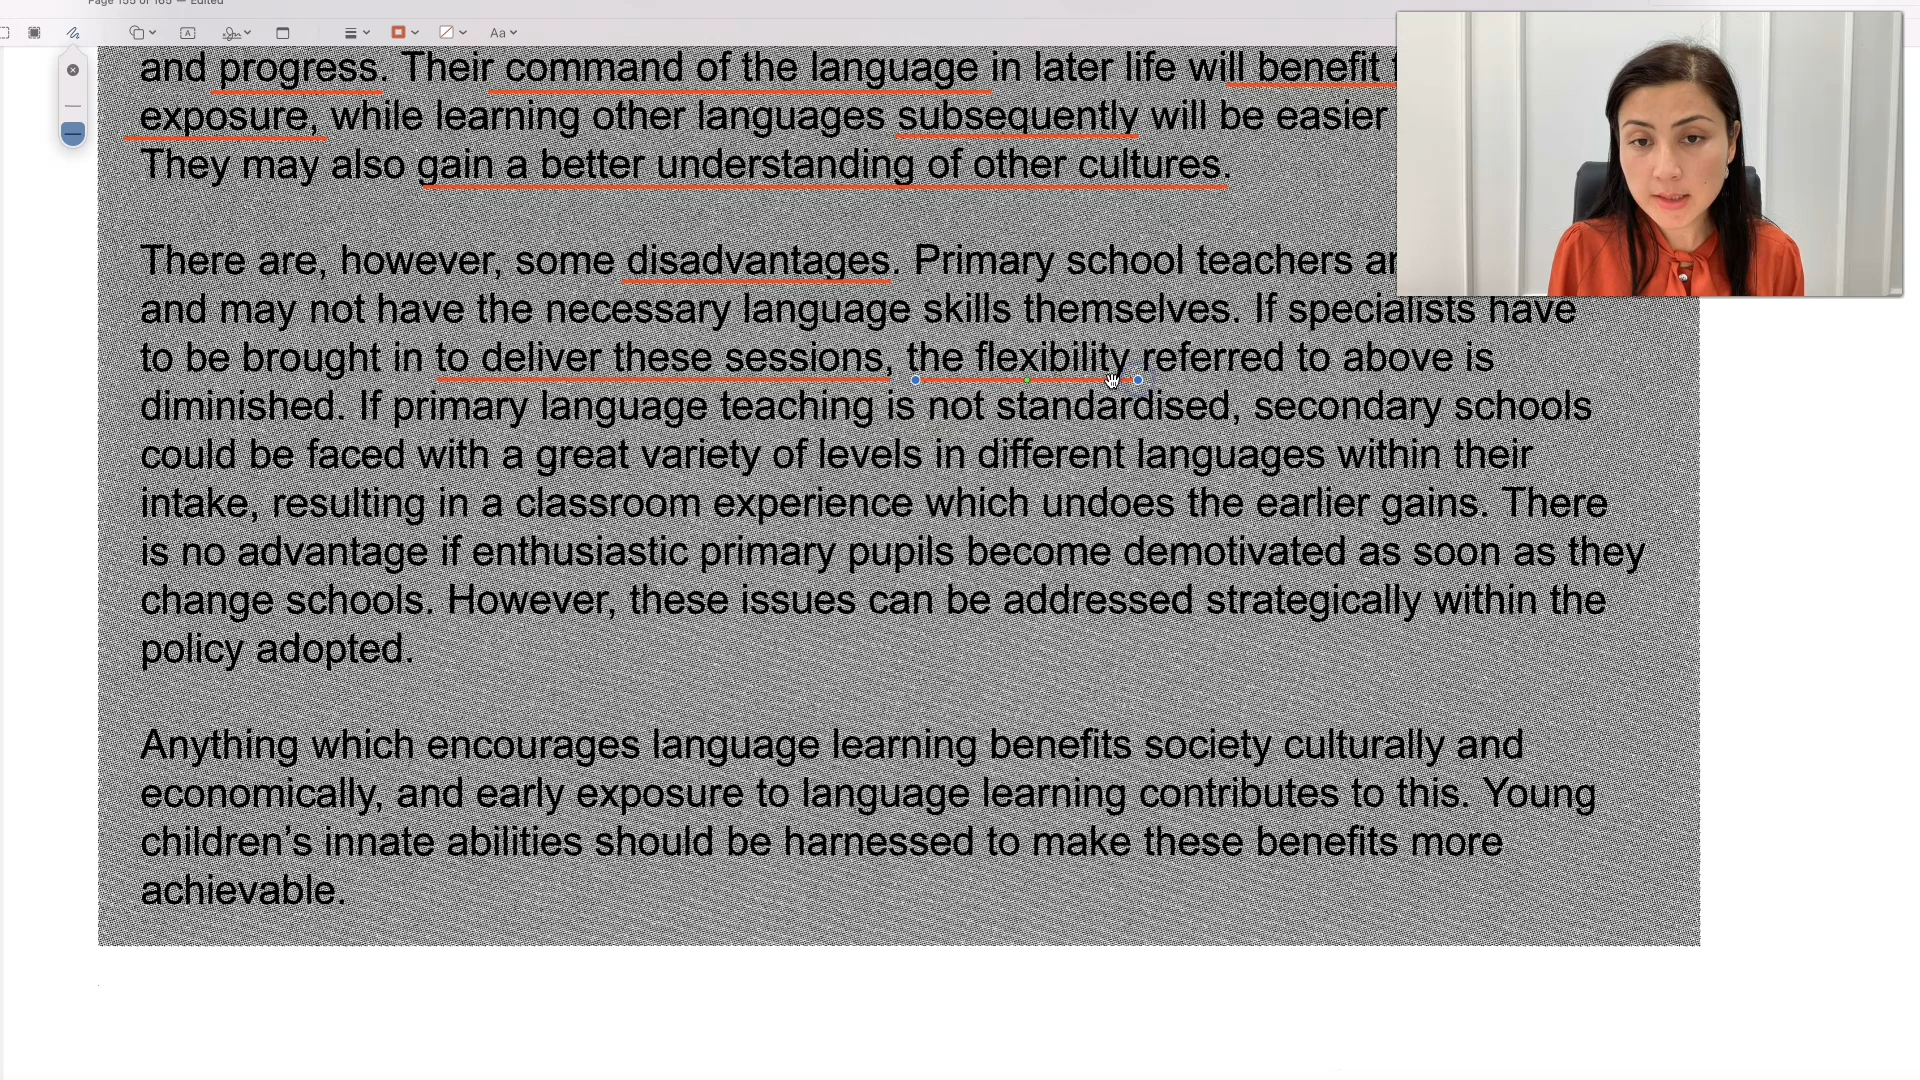 Page 155 of 165 — Edited
Aa
and progress. Their command of the language in later life will benefit
exposure, while learning other languages subsequently will be easier
They may also gain a better understanding of other cultures.
There are, however, some disadvantages. Primary school teachers
and may not have the necessary language skills themselves. If specialists have
to be brought in to deliver these sessions, the flexibility referred to above is
diminished. If primary language teaching is not standardised, secondary schools
could be faced with a great variety of levels in different languages within their
intake, resulting in a classroom experience which undoes the earlier gains. There
is no advantage if enthusiastic primary pupils become demotivated as soon as they
change schools. However, these issues can be addressed strategically within the
policy adopted.
Anything which encourages language learning benefits society culturally and
economically, and early exposure to language learning contributes to this. Young
children’s innate abilities should be harnessed to make these benefits more
achievable.